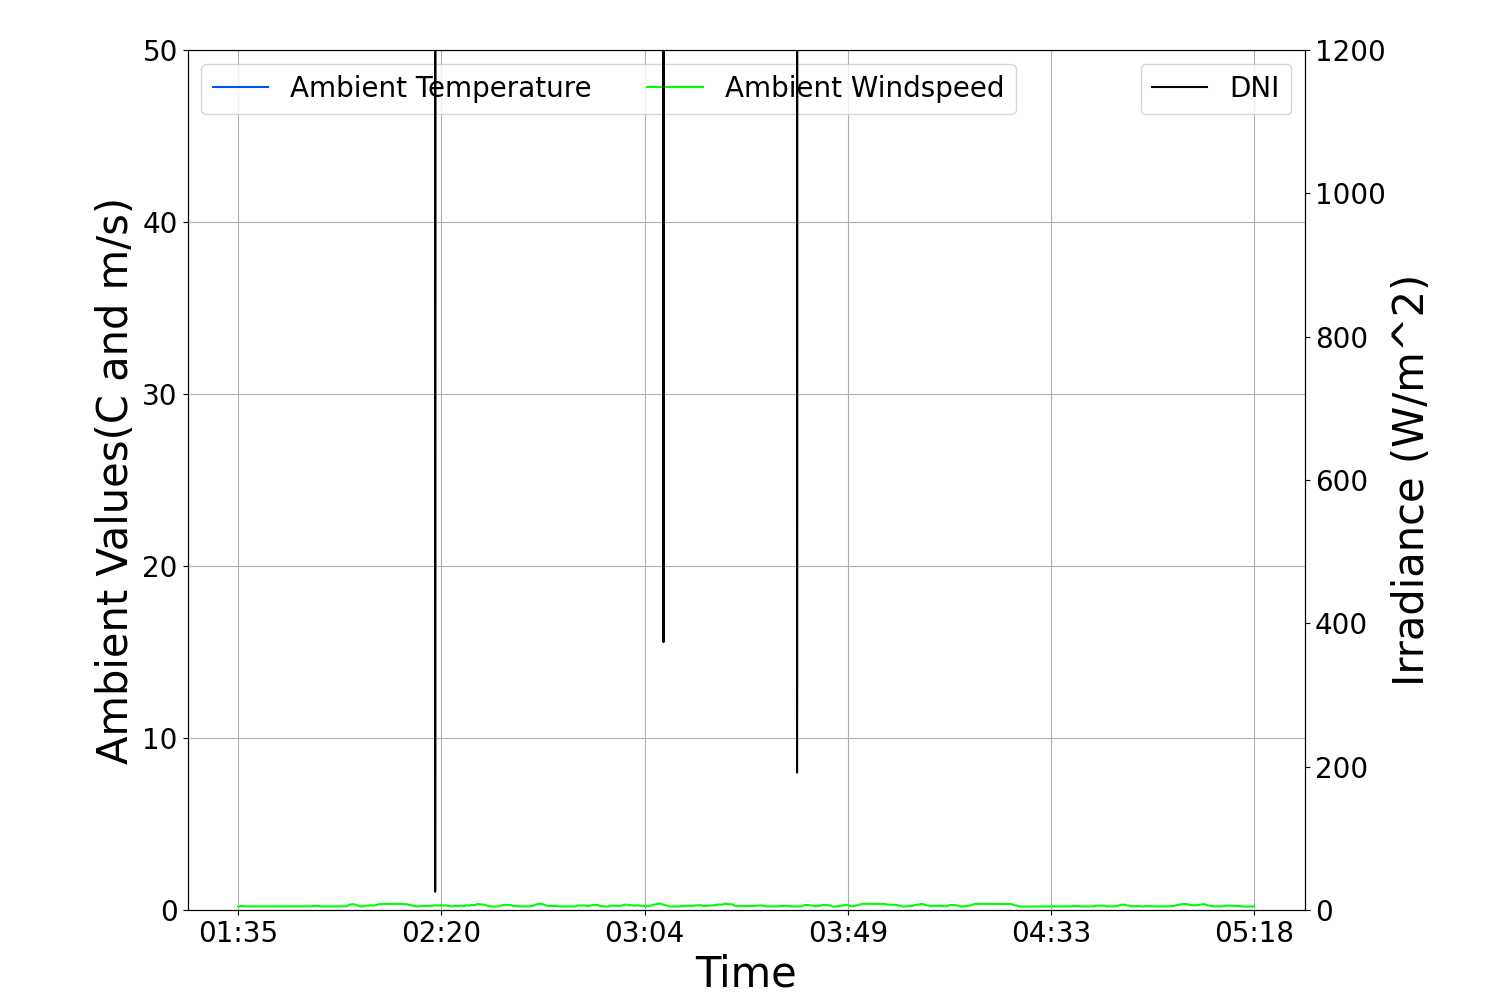 Ambient Temperature
Ambient Windspeed
DNI
50
40
30
20
10
0
Ambient Values(C and m/s)
1200
1000
800
600
400
200
0
Irradiance (W/m^2)
01:35 02:20 03:04 03:49 04:33 05:18
Time